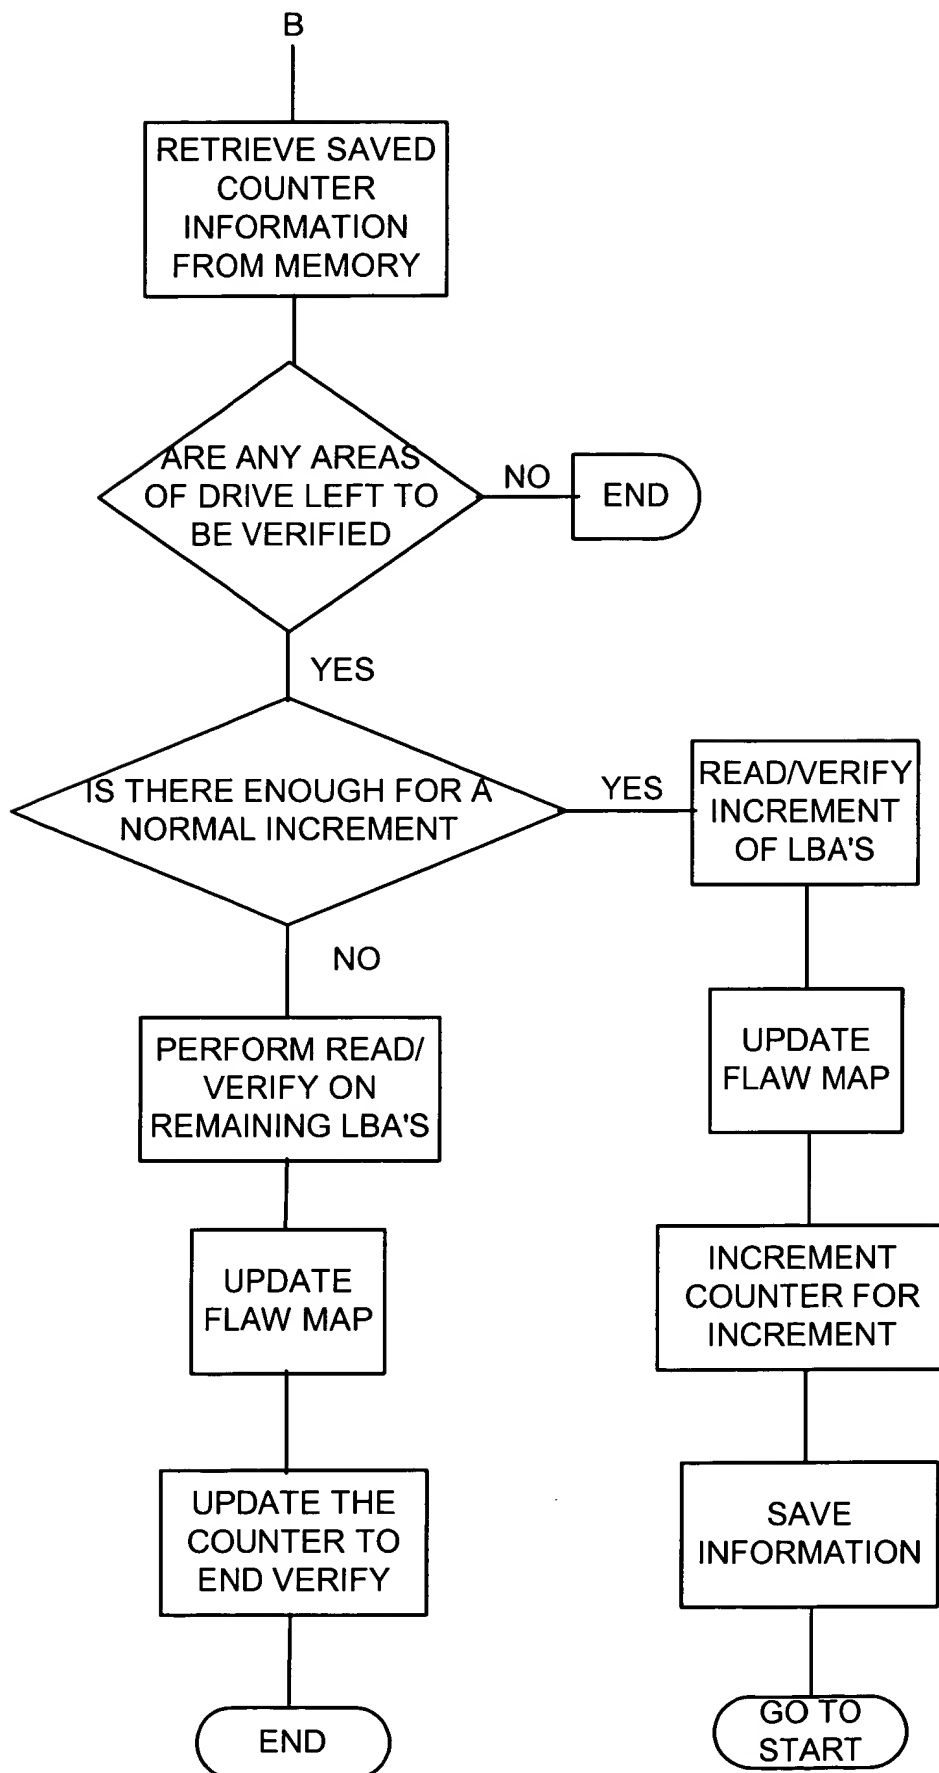 B
RETRIEVE SAVED
COUNTER
INFORMATION
FROM MEMORY
ARE ANY AREAS
OF DRIVE LEFT TO
BE VERIFIED
NO
END
YES
IS THERE ENOUGH FOR A
NORMAL INCREMENT
YES
READ/VERIFY
INCREMENT
OF LBA'S
NO
PERFORM READ/
VERIFY ON
REMAINING LBA'S
UPDATE
FLAW MAP
UPDATE THE
COUNTER TO
END VERIFY
END
UPDATE
FLAW MAP
INCREMENT
COUNTER FOR
INCREMENT
SAVE
INFORMATION
GO TO
START